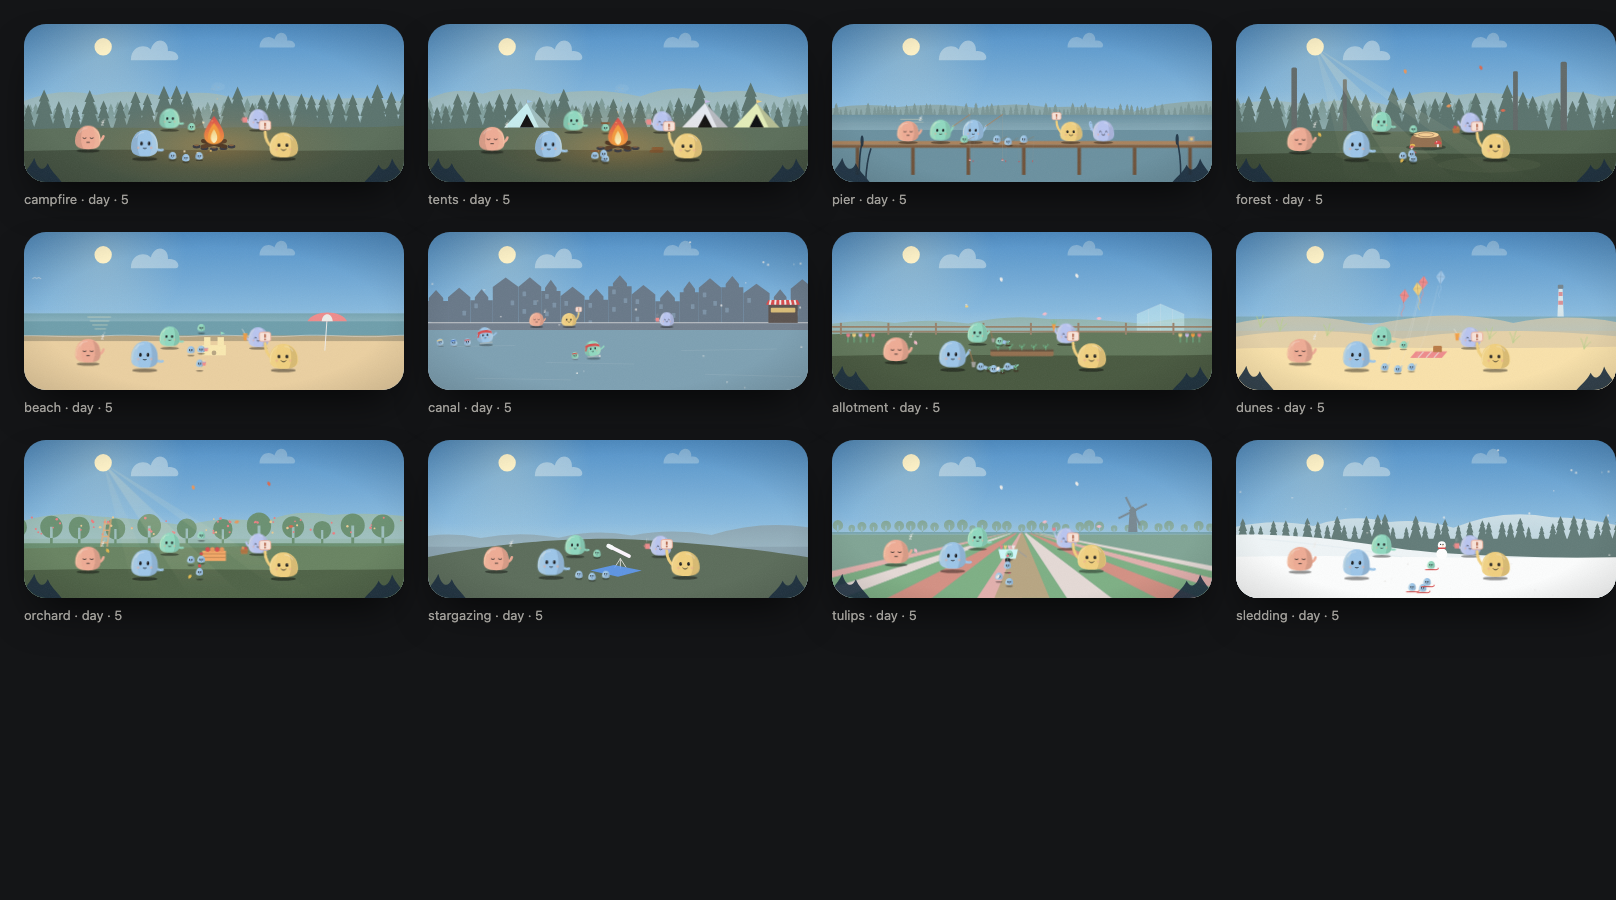 campfire · day · 5
tents · day · 5
pier · day · 5
forest · day · 5
beach · day · 5
canal · day · 5
allotment · day · 5
dunes · day · 5
orchard · day · 5
stargazing · day · 5
tulips · day · 5
sledding · day · 5